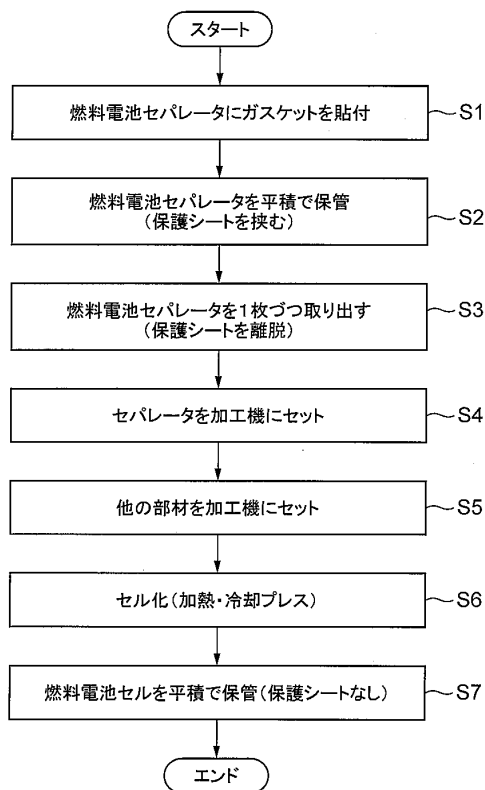 スタート
燃料電池セパレータにガスケットを貼付
S1
燃料電池セパレータを平積で保管
(保護シートを挟む)
S2
燃料電池セパレータを1枚づつ取り出す
(保護シートを離脱)
S3
セパレータを加工機にセット
S4
他の部材を加工機にセット
S5
セル化(加熱・冷却プレス)
S6
燃料電池セルを平積で保管(保護シートなし)
S7
エンド